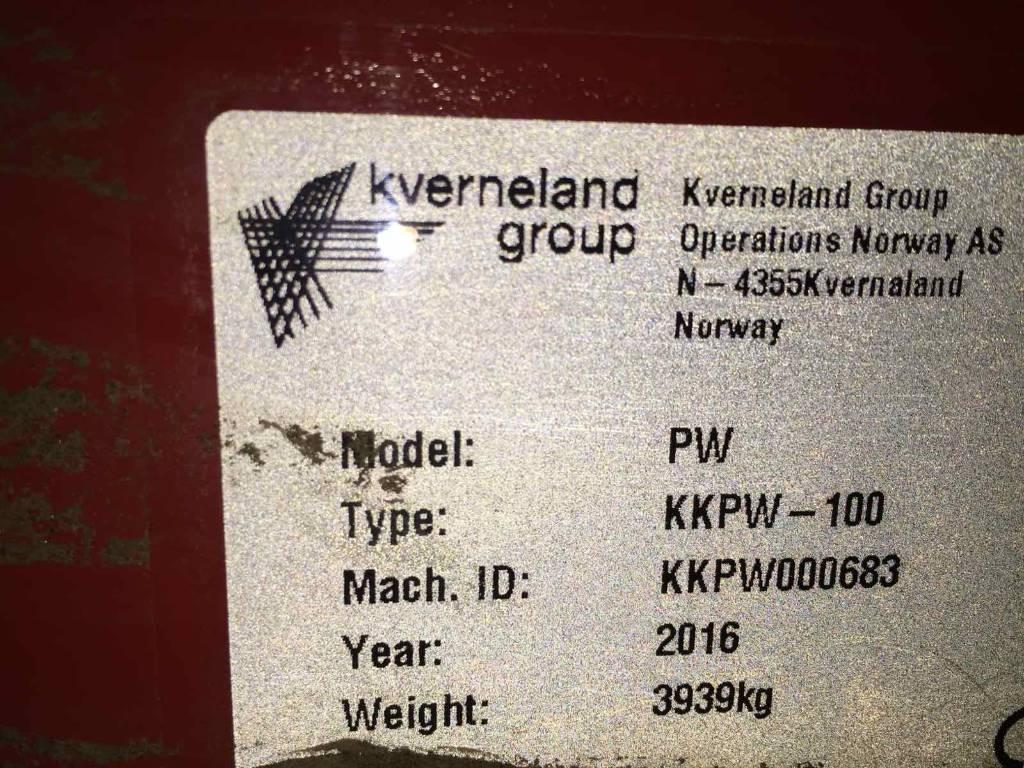 kverneland
group
Kverneland Group
Operations Norway AS
N-4355Kvernaland
Norway
Model: PW
Type: KKPW-100
Mach. ID: KKPW000683
Year: 2016
Weight: 3939kg